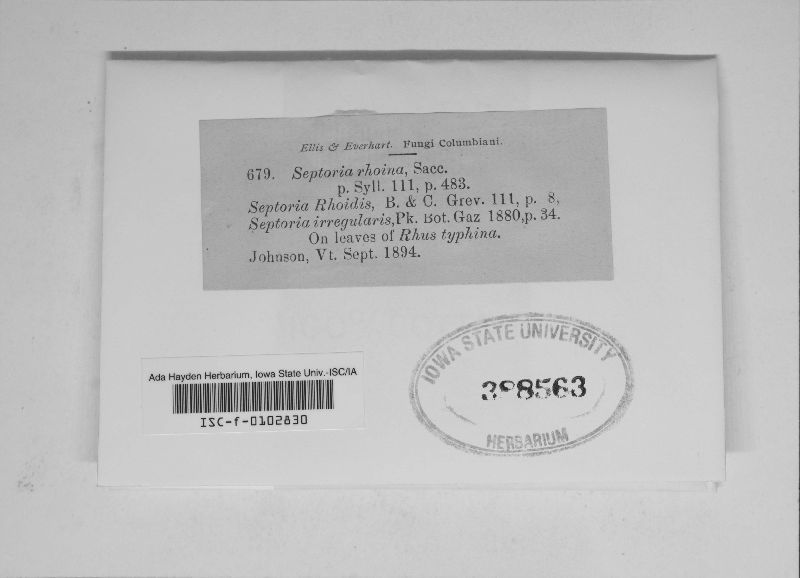 Ellis & Everhart. Fungi Columbiani.
679. Septoria rhoina, Sacc.
p. Syll. 111, p. 483.
Septoria Rhoidis, B. & C. Grev. 111, p. 8,
Septoria irregularis, Pk. Bot. Gaz 1880, p. 34.
On leaves of Rhus typhina.
Johnson, Vt. Sept. 1894.
IOWA STATE UNIVERSITY
398563
HERBARIUM
Ada Hayden Herbarium, Iowa State Univ.-ISC/IA
ISC-f-0102830